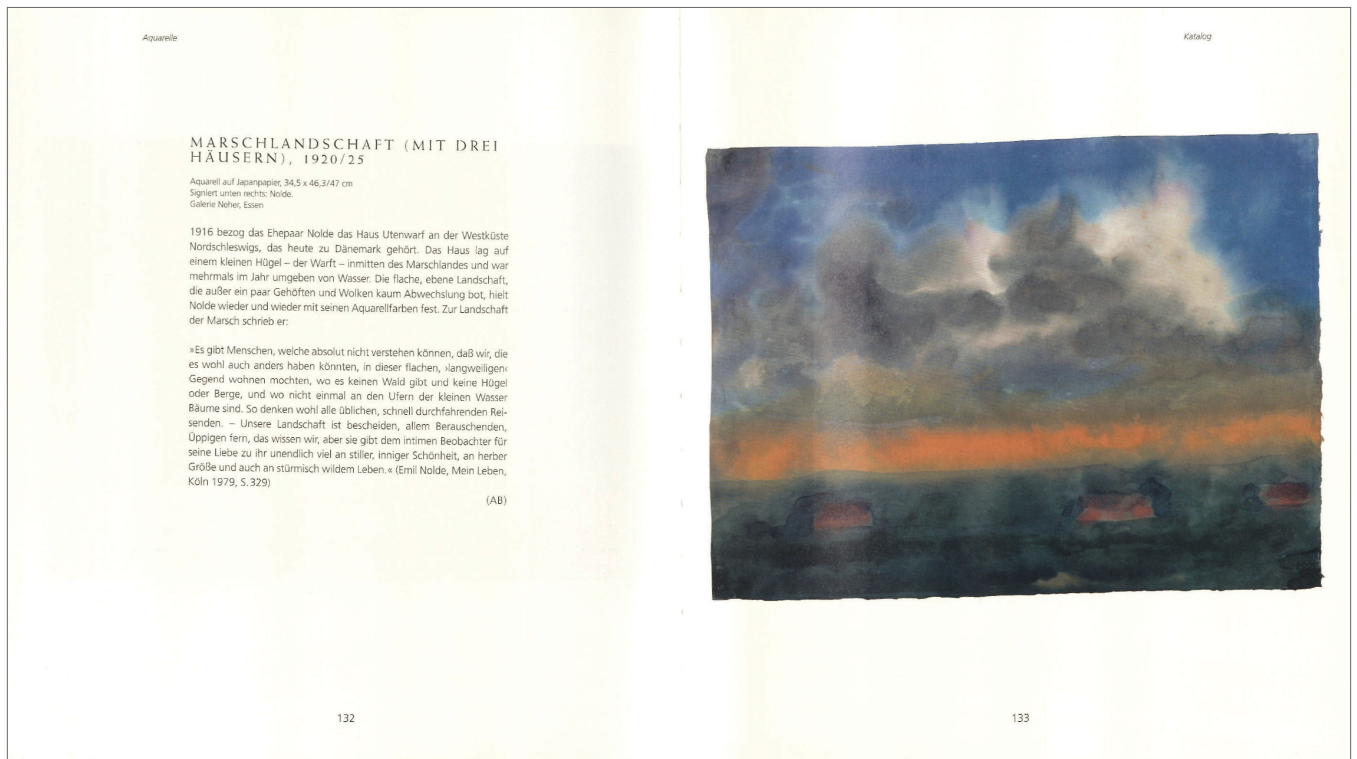 Aquarelle
MARSCHLANDSCHAFT (MIT DREI
HÄUSERN), 1920/25
Aquarell auf Japanpapier, 34,5 x 46,3/47 cm
Signiert unten rechts: Nolde.
Galerie Neher, Essen
1916 bezog das Ehepaar Nolde das Haus Utenwarf an der Westküste
Nordschleswigs, das heute zu Dänemark gehört. Das Haus lag auf
einem kleinen Hügel – der Warft – inmitten des Marschlandes und war
mehrmals im Jahr umgeben von Wasser. Die flache, ebene Landschaft,
die außer ein paar Gehöften und Wolken kaum Abwechslung bot, hielt
Nolde wieder und wieder mit seinen Aquarellfarben fest. Zur Landschaft
der Marsch schrieb er:
»Es gibt Menschen, welche absolut nicht verstehen können, daß wir, die
es wohl auch anders haben könnten, in dieser flachen, ›langweiligen‹
Gegend wohnen mochten, wo es keinen Wald gibt und keine Hügel
oder Berge, und wo nicht einmal an den Ufern der kleinen Wasser
Bäume sind. So denken wohl alle üblichen, schnell durchfahrenden Rei-
senden. – Unsere Landschaft ist bescheiden, allem Berauschenden,
Üppigen fern, das wissen wir, aber sie gibt dem intimen Beobachter für
seine Liebe zu ihr unendlich viel an stiller, inniger Schönheit, an herber
Größe und auch an stürmisch wildem Leben.« (Emil Nolde, Mein Leben,
Köln 1979, S.329)
(AB)
132
Katalog
133